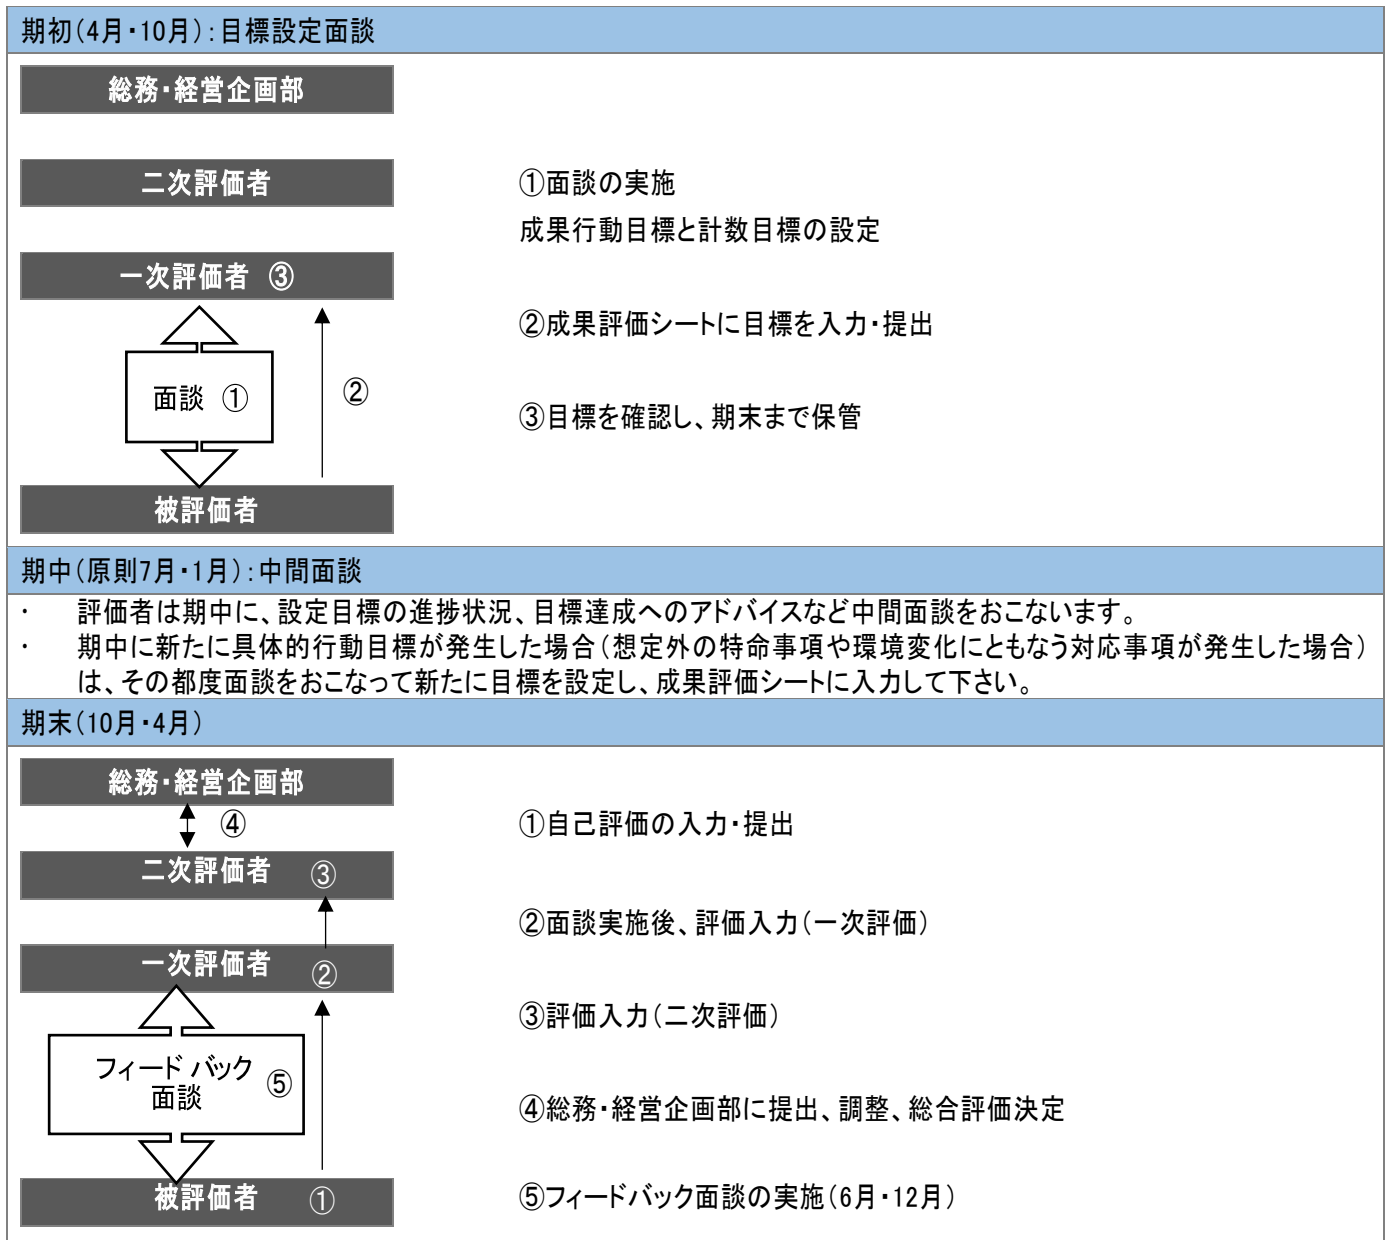 期初(4月・10月):目標設定面談
総務・経営企画部
二次評価者
①面談の実施
成果行動目標と計数目標の設定
一次評価者 ③
②成果評価シートに目標を入力・提出
面談 ①
②
③目標を確認し、期末まで保管
被評価者
期中(原則7月・1月):中間面談
· 評価者は期中に、設定目標の進捗状況、目標達成へのアドバイスなど中間面談をおこないます。
· 期中に新たに具体的行動目標が発生した場合(想定外の特命事項や環境変化にともなう対応事項が発生した場合)
は、その都度面談をおこなって新たに目標を設定し、成果評価シートに入力して下さい。
期末(10月・4月)
総務・経営企画部
④
①自己評価の入力・提出
二次評価者 ③
②面談実施後、評価入力(一次評価)
一次評価者 ②
③評価入力(二次評価)
フィードバック
面談 ⑤
④総務・経営企画部に提出、調整、総合評価決定
被評価者 ①
⑤フィードバック面談の実施(6月・12月)